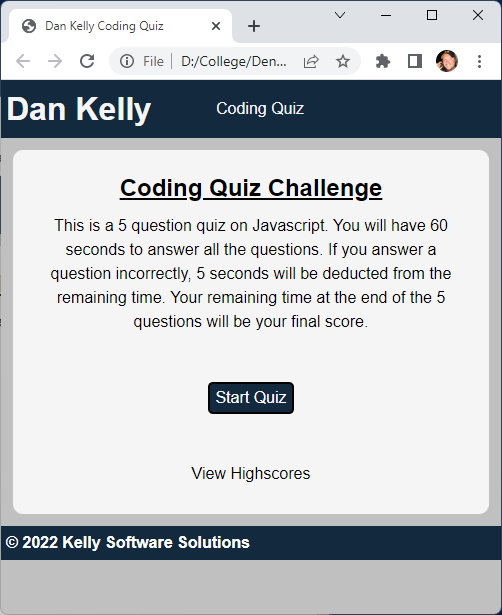 Dan Kelly Coding Quiz
File | D:/College/Den...
Dan Kelly
Coding Quiz
Coding Quiz Challenge
This is a 5 question quiz on Javascript. You will have 60
seconds to answer all the questions. If you answer a
question incorrectly, 5 seconds will be deducted from the
remaining time. Your remaining time at the end of the 5
questions will be your final score.
Start Quiz
View Highscores
© 2022 Kelly Software Solutions